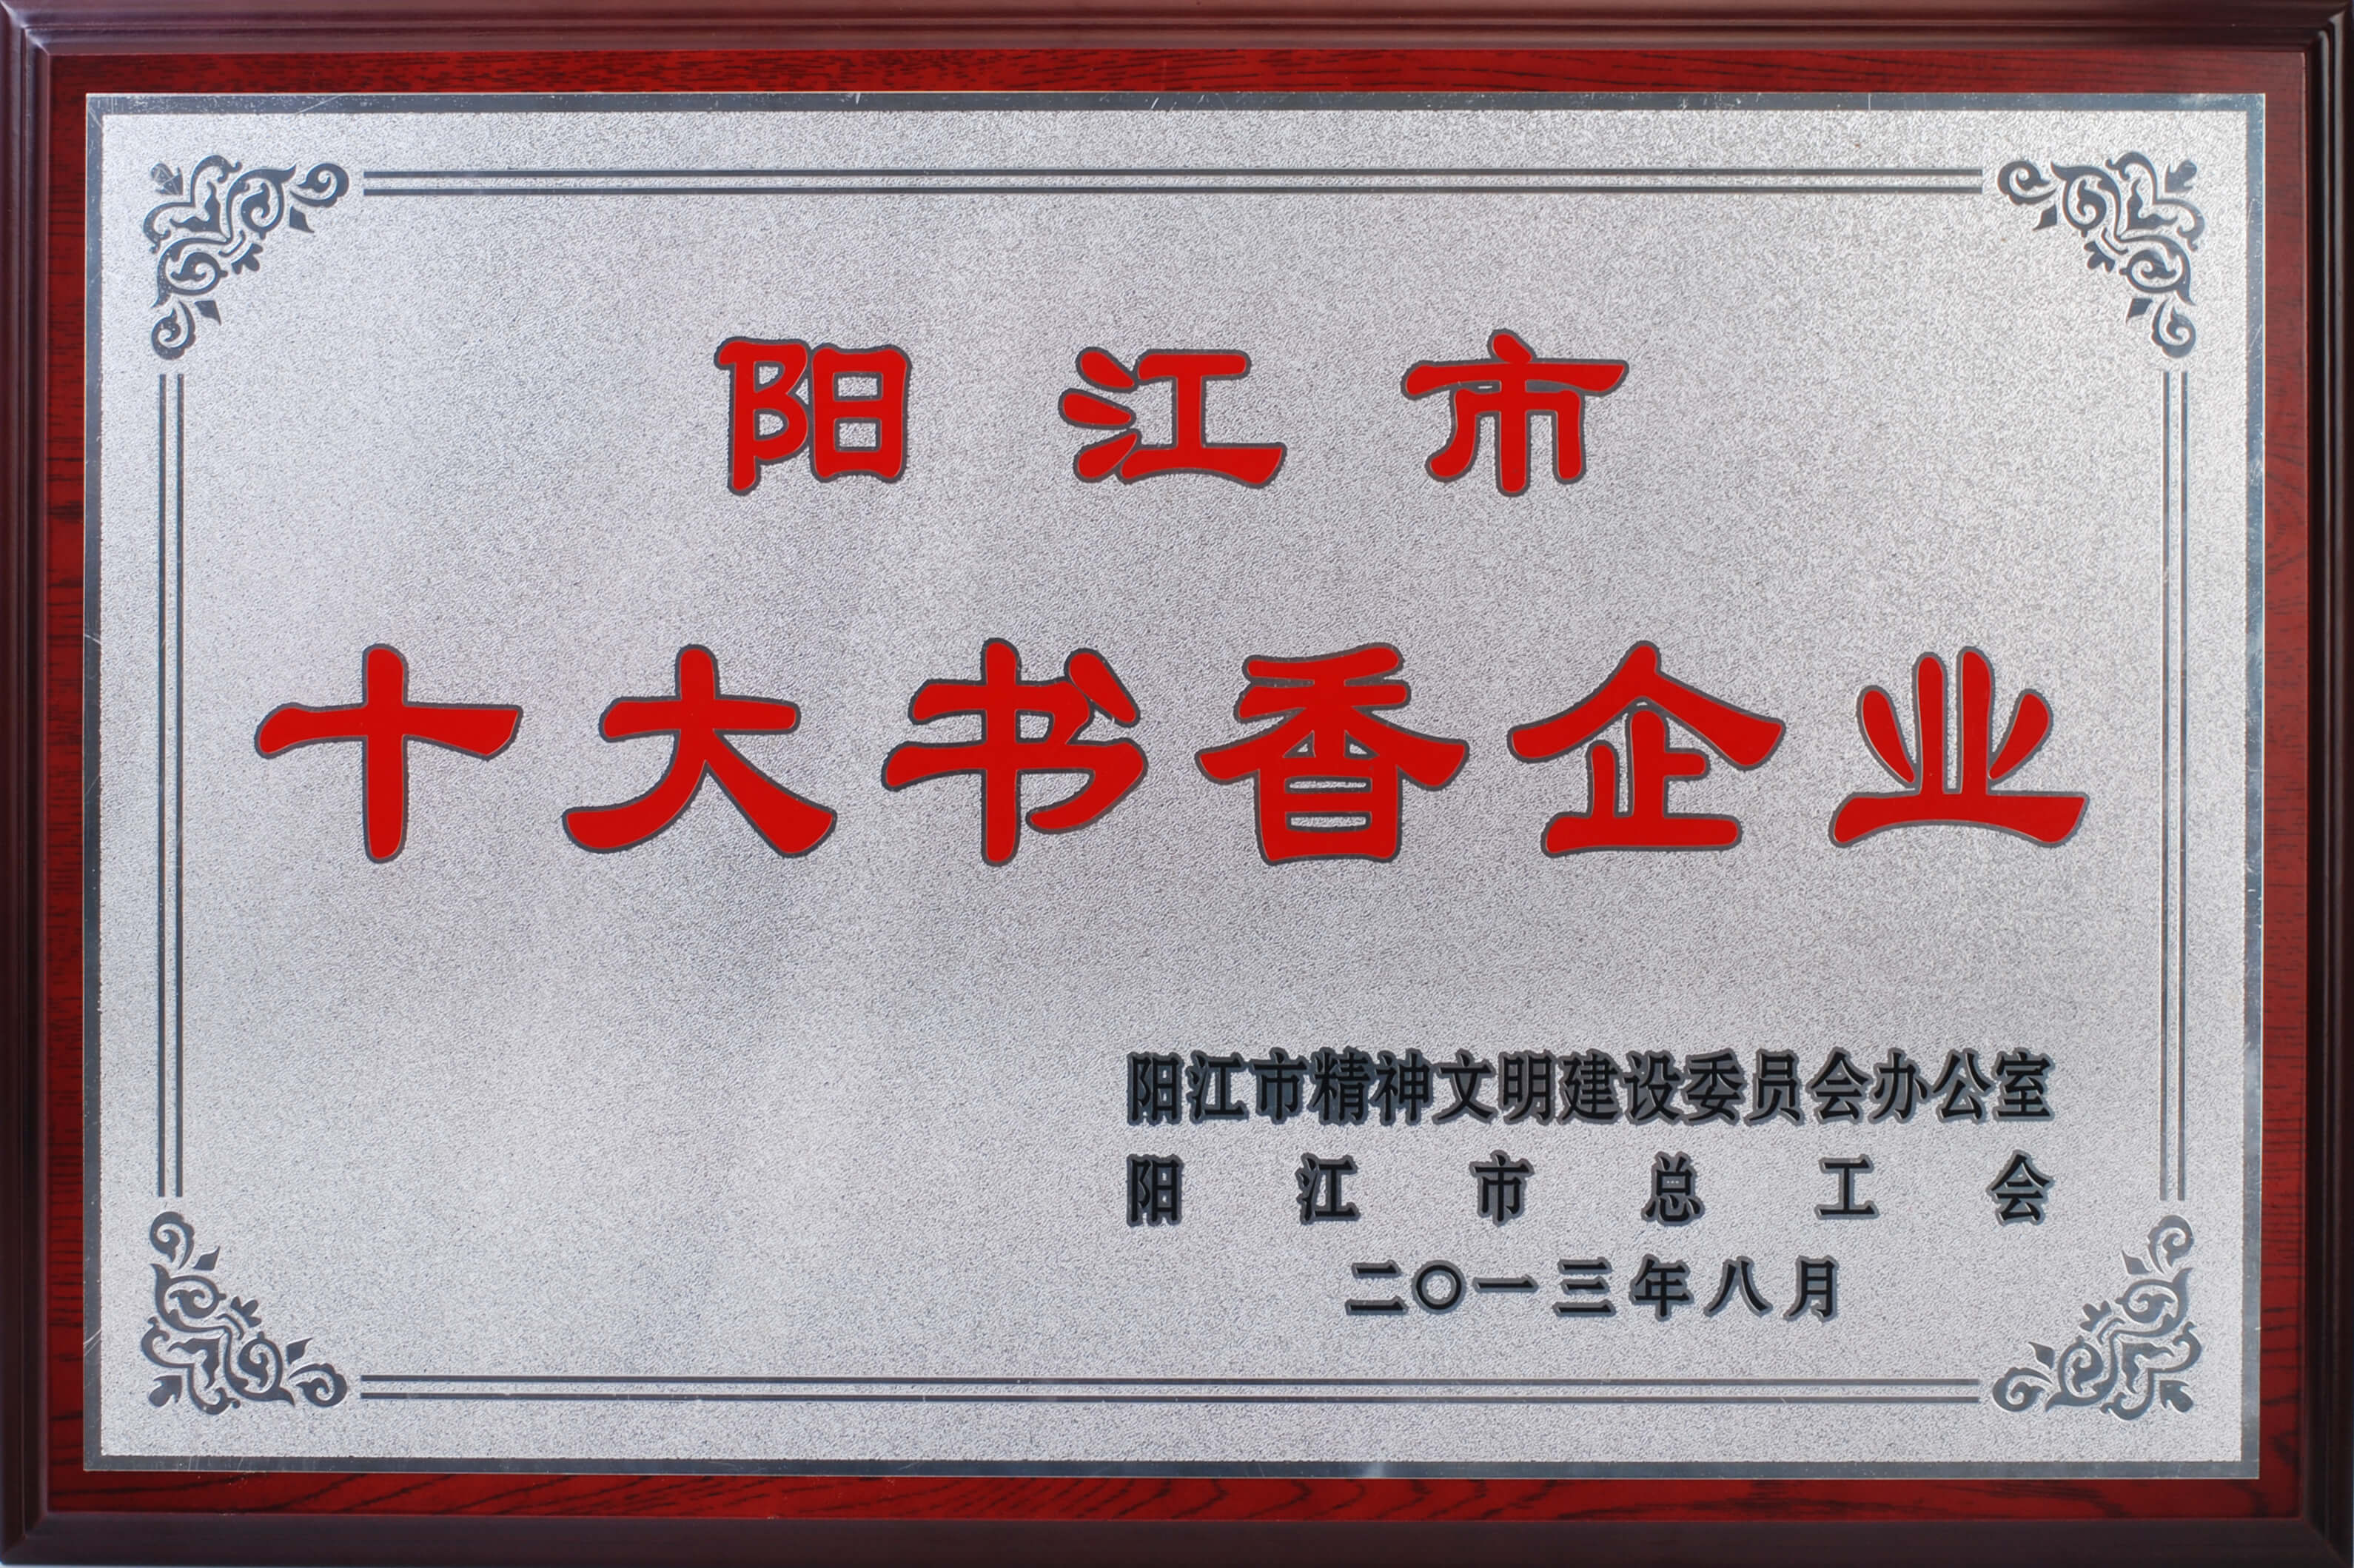 阳江市
十大书香企业
阳江市精神文明建设委员会办公室
阳江市总工会
二〇一三年八月